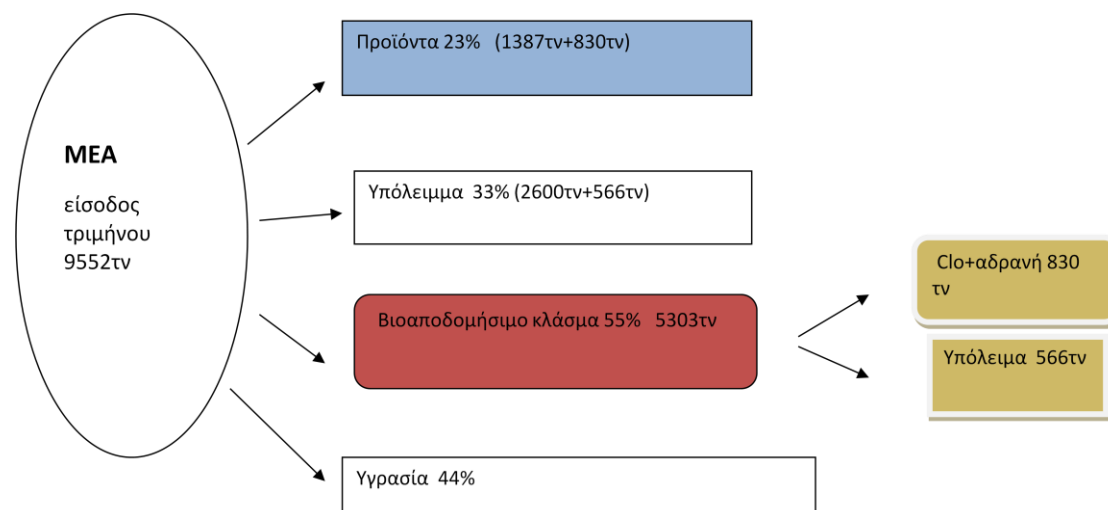 ΜΕΑ
είσοδος
τριμήνου
9552τν
Προϊόντα 23% (1387τν+830τν)
Υπόλειμμα 33% (2600τν+566τν)
Βιοαποδομήσιμο κλάσμα 55% 5303τν
Υγρασία 44%
Clo+αδρανή 830
τν
Υπόλειμα 566τν